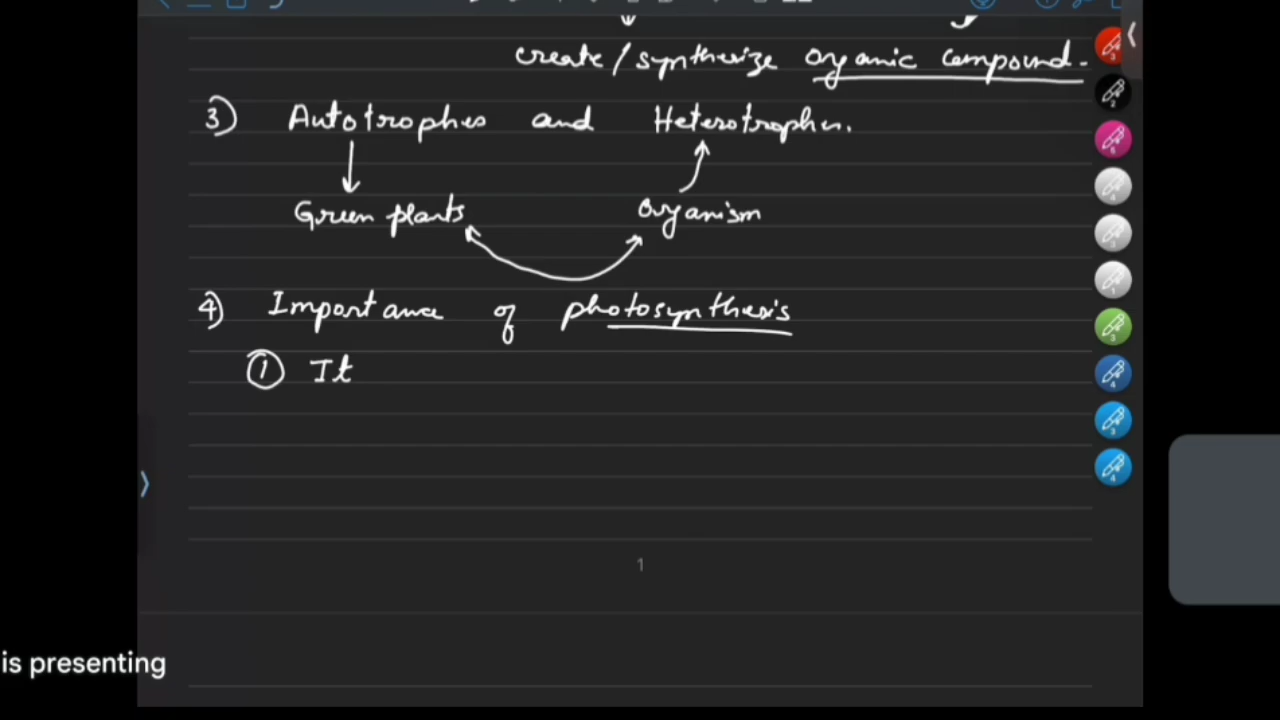 create/synthesize organic compound.
3) Autotrophes and Heterotrophes.
Green plants Organism
4) Importance of photosynthesis
① It
1
is presenting